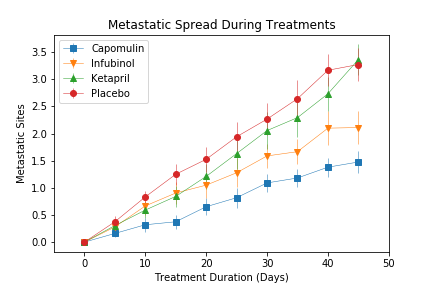 Metastatic Spread During Treatments
Capomulin
Infubinol
Ketapril
Placebo
Metastatic Sites
3.5
3.0
2.5
2.0
1.5
1.0
0.5
0.0
0 10 20 30 40 50
Treatment Duration (Days)